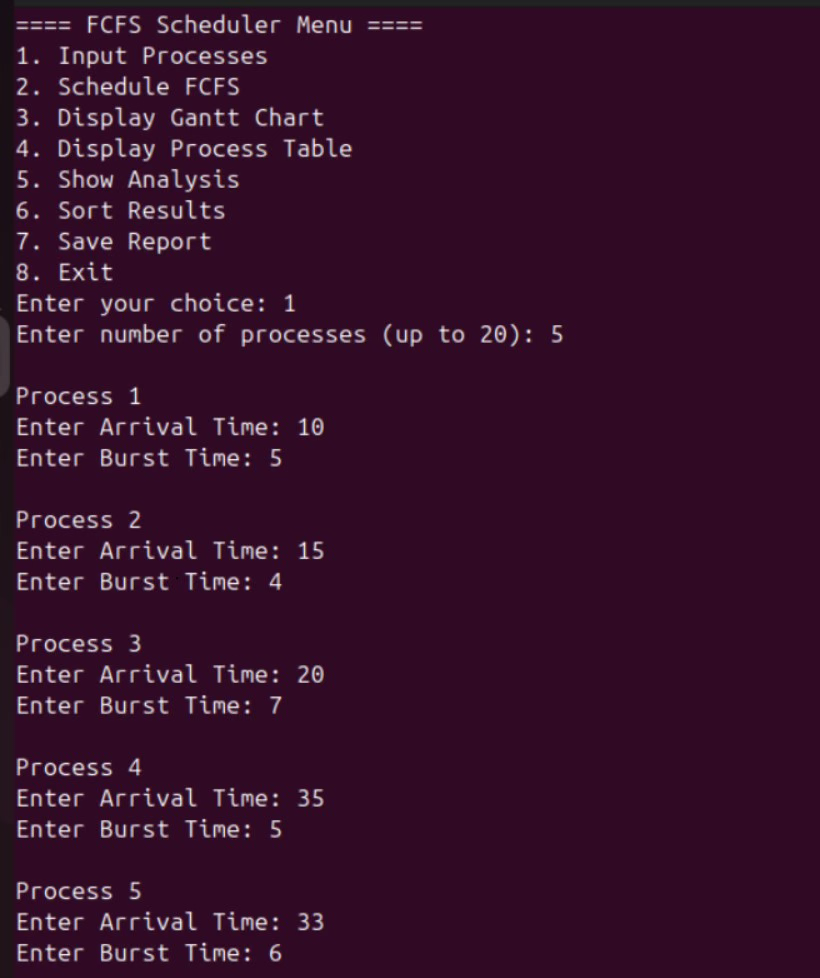 ==== FCFS Scheduler Menu ====
1. Input Processes
2. Schedule FCFS
3. Display Gantt Chart
4. Display Process Table
5. Show Analysis
6. Sort Results
7. Save Report
8. Exit
Enter your choice: 1
Enter number of processes (up to 20): 5
Process 1
Enter Arrival Time: 10
Enter Burst Time: 5
Process 2
Enter Arrival Time: 15
Enter Burst Time: 4
Process 3
Enter Arrival Time: 20
Enter Burst Time: 7
Process 4
Enter Arrival Time: 35
Enter Burst Time: 5
Process 5
Enter Arrival Time: 33
Enter Burst Time: 6